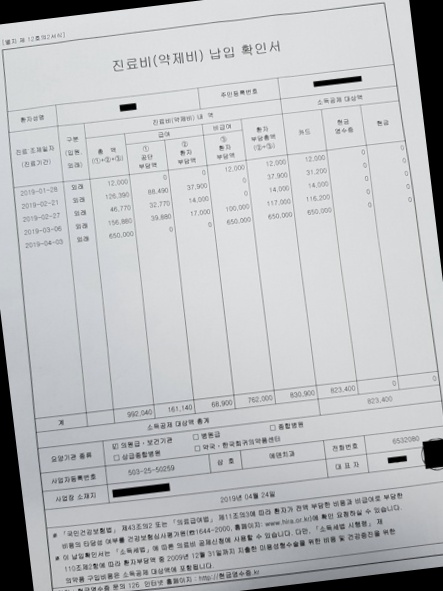 [별지 제 12호의2서식]
진료비(약제비) 납입 확인서
환자성명 주민등록번호
진료비(약제비) 내 역 소득공제 대상액
진료 조제일자 (진료기간) 구분 (입원, 외래) 총 액 (①+②+③) 급여 ① 공단 부담액 ② 환자 부담액 비급여 ③ 환자 부담액 환자 부담총액 (②+③) 카드 현금 영수증 현금
2019-01-28 외래 12,000 0 0 12,000 12,000 12,000 0 0
2019-02-21 외래 126,390 88,490 37,900 0 37,900 31,200 0 0
2019-02-27 외래 46,770 32,770 14,000 0 14,000 14,000 0 0
2019-03-06 외래 156,880 39,880 17,000 100,000 117,000 116,200 0 0
2019-04-03 외래 650,000 0 0 650,000 650,000 650,000 0 0
계 992,040 161,140 68,900 762,000 830,900 823,400 0 0
소득공제 대상액 총계 823,400
요양기관 종류 ☑ 의원급·보건기관 □ 병원급 □ 종합병원
□ 상급종합병원 □ 약국·한국희귀의약품센터
사업자등록번호 503-25-50259 상 호 에덴치과 전화번호 6532080
사업장 소재지 대 표 자
2019년 04월 24일
※ 「국민건강보험법」 제43조의2 또는 「의료급여법」 제11조의3에 따라 환자가 전액 부담한 비용과 비급여로 부담한
비용의 타당성 여부를 건강보험심사평가원(☎1644-2000, 홈페이지: www.hira.or.kr)에 확인 요청하실 수 있습니다.
※ 이 납입확인서는 「소득세법」에 따른 의료비 공제신청에 사용할 수 있습니다. 다만, 「소득세법 시행령」 제
110조제2항에 따라 환자부담액 중 2009년 12월 31일까지 지출한 미용성형수술을 위한 비용 및 건강증진을 위한
의약품 구입비용은 소득공제 대상액에 포함됩니다.
현금영수증 문의 126 인터넷 홈페이지 : http://현금영수증.kr